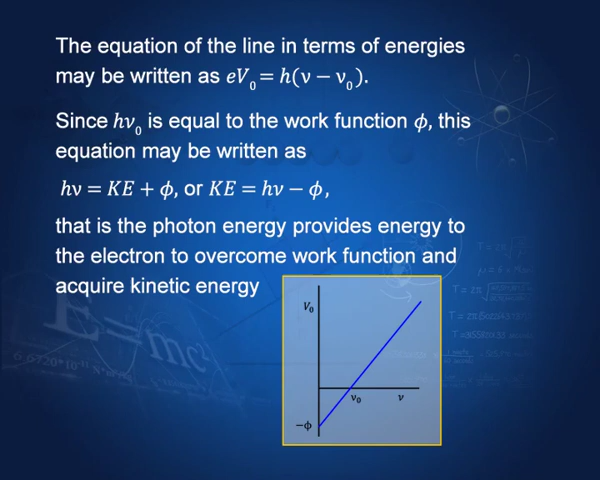 The equation of the line in terms of energies
may be written as eV₀= h(ν − ν₀).
Since hν₀ is equal to the work function ϕ, this
equation may be written as
hν = KE + ϕ, or KE = hν − ϕ,
that is the photon energy provides energy to
the electron to overcome work function and
acquire kinetic energy
V₀
ν₀
ν
−ϕ
E=mc²